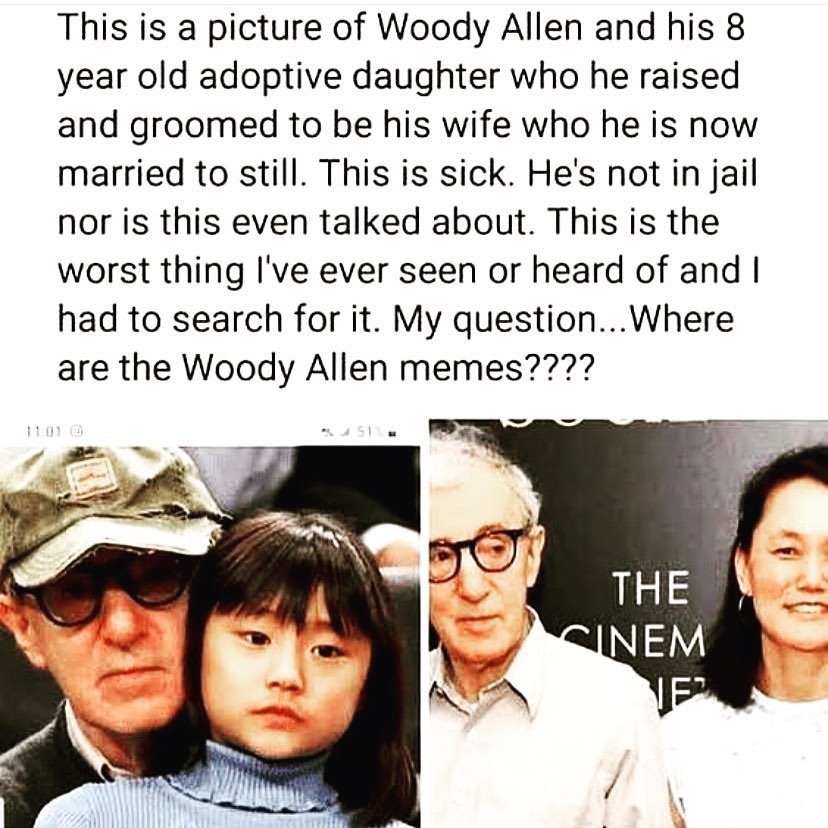 This is a picture of Woody Allen and his 8
year old adoptive daughter who he raised
and groomed to be his wife who he is now
married to still. This is sick. He's not in jail
nor is this even talked about. This is the
worst thing I've ever seen or heard of and I
had to search for it. My question...Where
are the Woody Allen memes????
11:01
51%
THE
CINEM